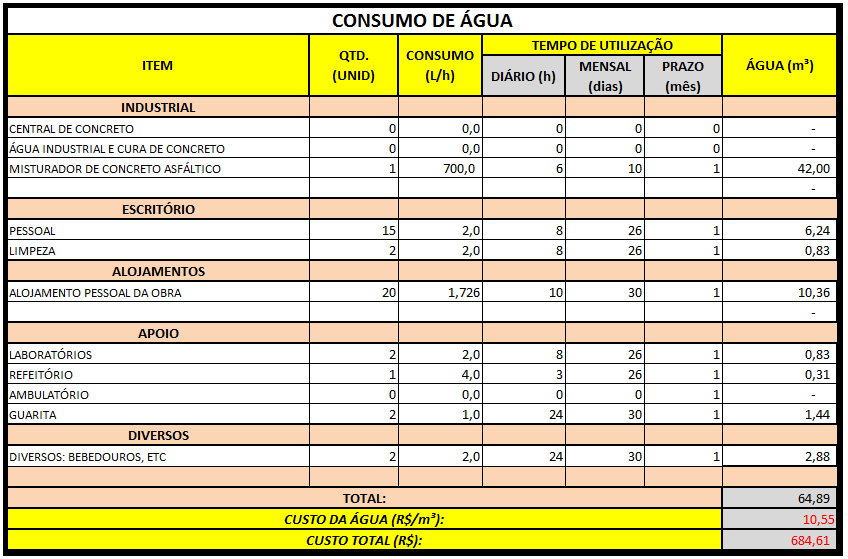 CONSUMO DE ÁGUA
ITEM QTD. (UNID) CONSUMO (L/h) TEMPO DE UTILIZAÇÃO ÁGUA (m³)
DIÁRIO (h) MENSAL (dias) PRAZO (mês)
INDUSTRIAL
CENTRAL DE CONCRETO 0 0,0 0 0 0 -
ÁGUA INDUSTRIAL E CURA DE CONCRETO 0 0,0 0 0 0 -
MISTURADOR DE CONCRETO ASFÁLTICO 1 700,0 6 10 1 42,00
-
ESCRITÓRIO
PESSOAL 15 2,0 8 26 1 6,24
LIMPEZA 2 2,0 8 26 1 0,83
ALOJAMENTOS
ALOJAMENTO PESSOAL DA OBRA 20 1,726 10 30 1 10,36
-
APOIO
LABORATÓRIOS 2 2,0 8 26 1 0,83
REFEITÓRIO 1 4,0 3 26 1 0,31
AMBULATÓRIO 0 0,0 0 0 1 -
GUARITA 2 1,0 24 30 1 1,44
DIVERSOS
DIVERSOS: BEBEDOUROS, ETC 2 2,0 24 30 1 2,88
TOTAL: 64,89
CUSTO DA ÁGUA (R$/m³): 10,55
CUSTO TOTAL (R$): 684,61